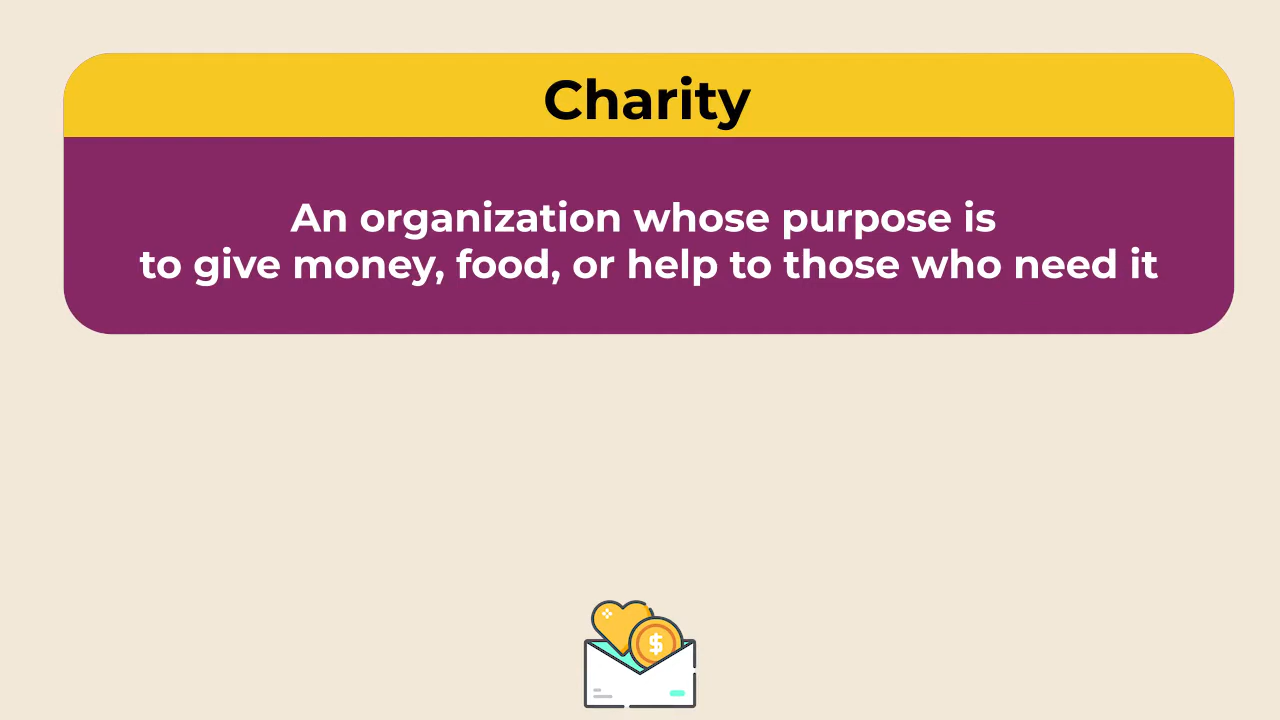 Charity
An organization whose purpose is
to give money, food, or help to those who need it
$